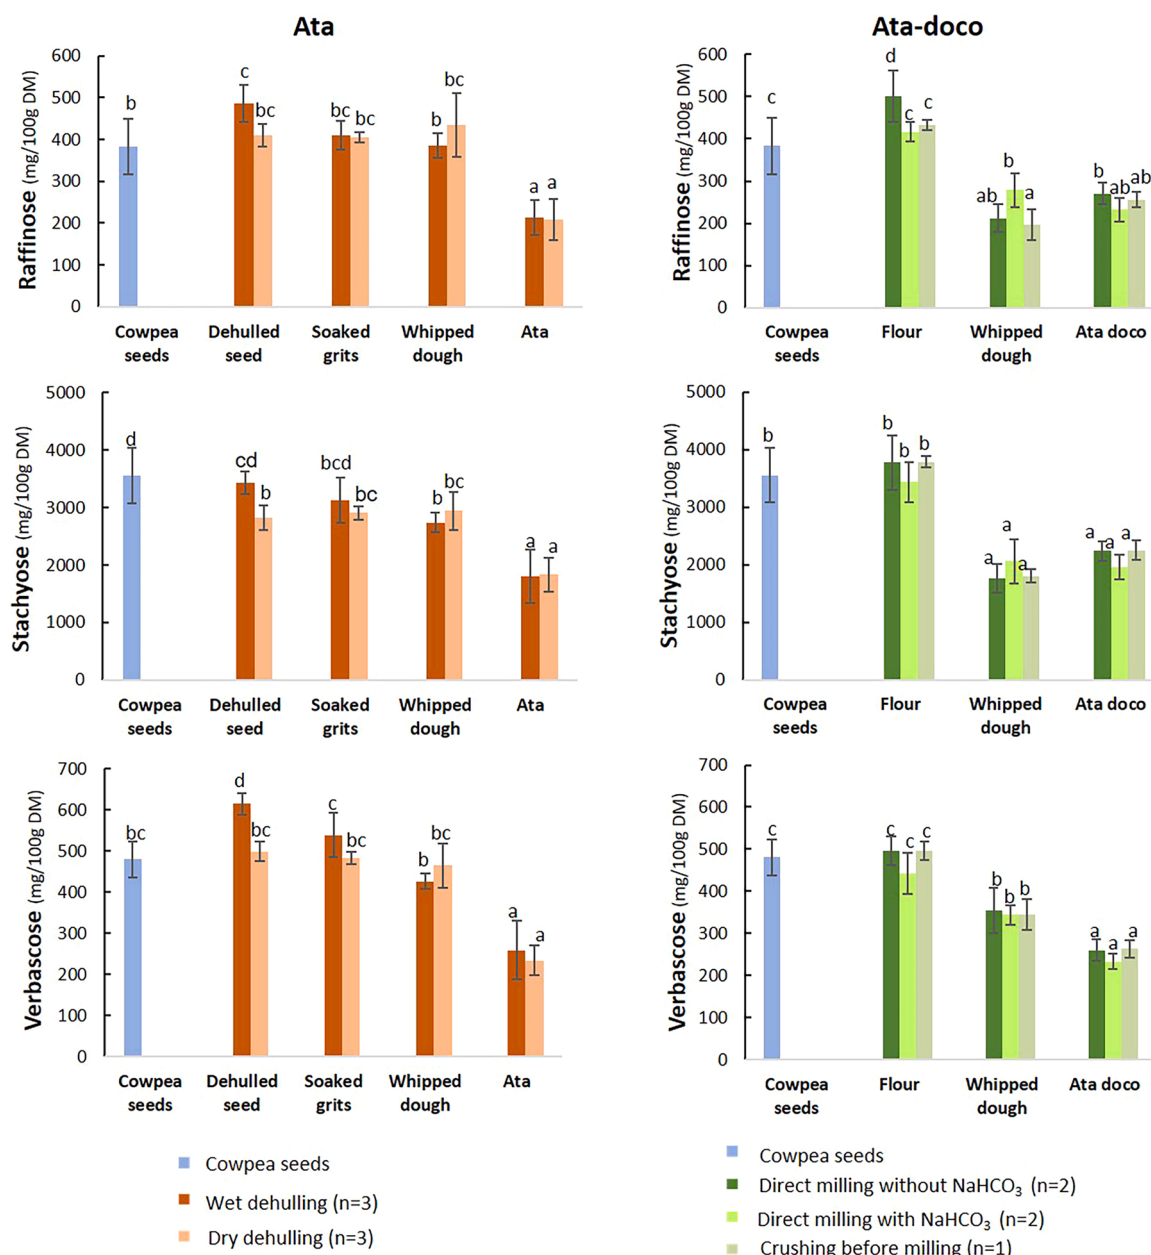 Ata
Raffinose (mg/100g DM)
600
500
400
300
200
100
0
b
c
bc
bc
bc
b
bc
a
a
Cowpea seeds
Dehulled seed
Soaked grits
Whipped dough
Ata
Ata-doco
Raffinose (mg/100g DM)
600
500
400
300
200
100
0
c
d
c
c
ab
b
a
b
ab
ab
Cowpea seeds
Flour
Whipped dough
Ata doco
Stachyose (mg/100g DM)
5000
4000
3000
2000
1000
0
d
cd
b
bcd
bc
b
bc
a
a
Cowpea seeds
Dehulled seed
Soaked grits
Whipped dough
Ata
Stachyose (mg/100g DM)
5000
4000
3000
2000
1000
0
b
b
b
b
a
a
a
a
a
a
Cowpea seeds
Flour
Whipped dough
Ata doco
Verbascose (mg/100g DM)
700
600
500
400
300
200
100
0
bc
d
bc
c
bc
b
bc
a
a
Cowpea seeds
Dehulled seed
Soaked grits
Whipped dough
Ata
Verbascose (mg/100g DM)
700
600
500
400
300
200
100
0
c
c
c
c
b
b
b
a
a
a
Cowpea seeds
Flour
Whipped dough
Ata doco
Cowpea seeds
Wet dehulling (n=3)
Dry dehulling (n=3)
Cowpea seeds
Direct milling without NaHCO₃ (n=2)
Direct milling with NaHCO₃ (n=2)
Crushing before milling (n=1)